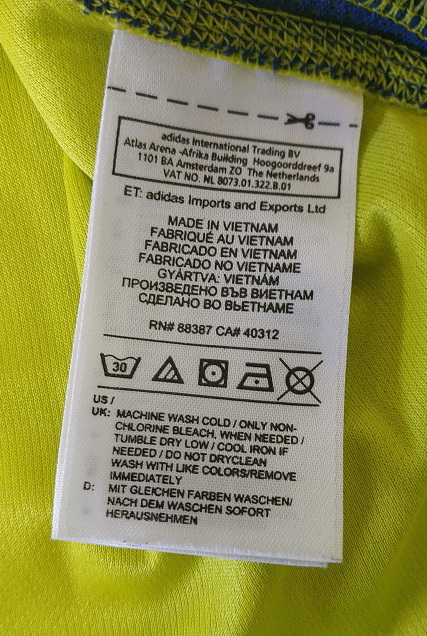 adidas International Trading BV
Atlas Arena -Afrika Building Hoogoorddreef 9a
1101 BA Amsterdam ZO The Netherlands
VAT NO. NL 8073.01.322.B.01
ET: adidas Imports and Exports Ltd
MADE IN VIETNAM
FABRIQUÉ AU VIETNAM
FABRICADO EN VIETNAM
FABRICADO NO VIETNAME
GYÁRTVA: VIETNÁM
ПРОИЗВЕДЕНО ВЪВ ВИЕТНАМ
СДЕЛАНО ВО ВЬЕТНАМЕ
RN# 88387 CA# 40312
30
US /
UK: MACHINE WASH COLD / ONLY NON-
CHLORINE BLEACH, WHEN NEEDED /
TUMBLE DRY LOW / COOL IRON IF
NEEDED / DO NOT DRYCLEAN
WASH WITH LIKE COLORS/REMOVE
IMMEDIATELY
D: MIT GLEICHEN FARBEN WASCHEN/
NACH DEM WASCHEN SOFORT
HERAUSNEHMEN